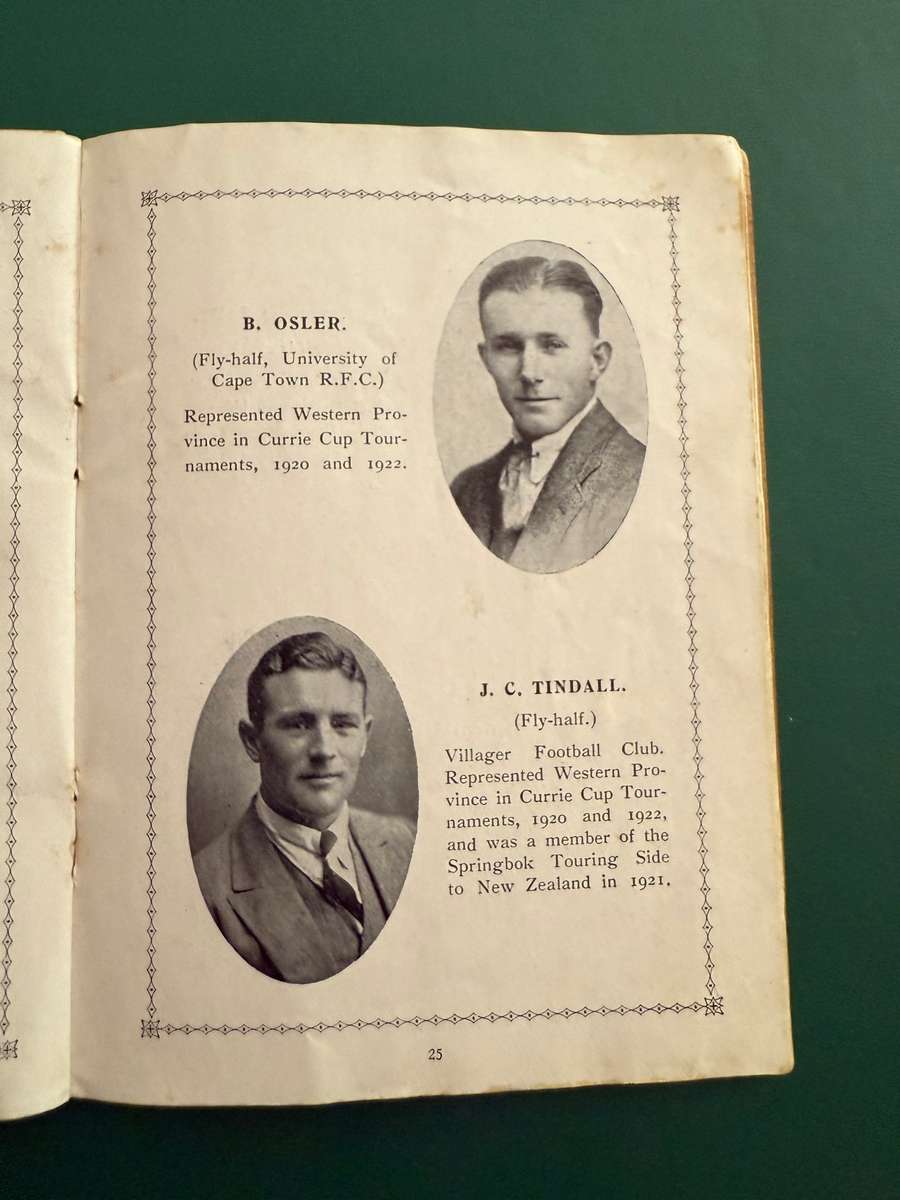 B. OSLER.
(Fly-half, University of
Cape Town R.F.C.)
Represented Western Pro-
vince in Currie Cup Tour-
naments, 1920 and 1922.
J. C. TINDALL.
(Fly-half.)
Villager Football Club.
Represented Western Pro-
vince in Currie Cup Tour-
naments, 1920 and 1922,
and was a member of the
Springbok Touring Side
to New Zealand in 1921.
25